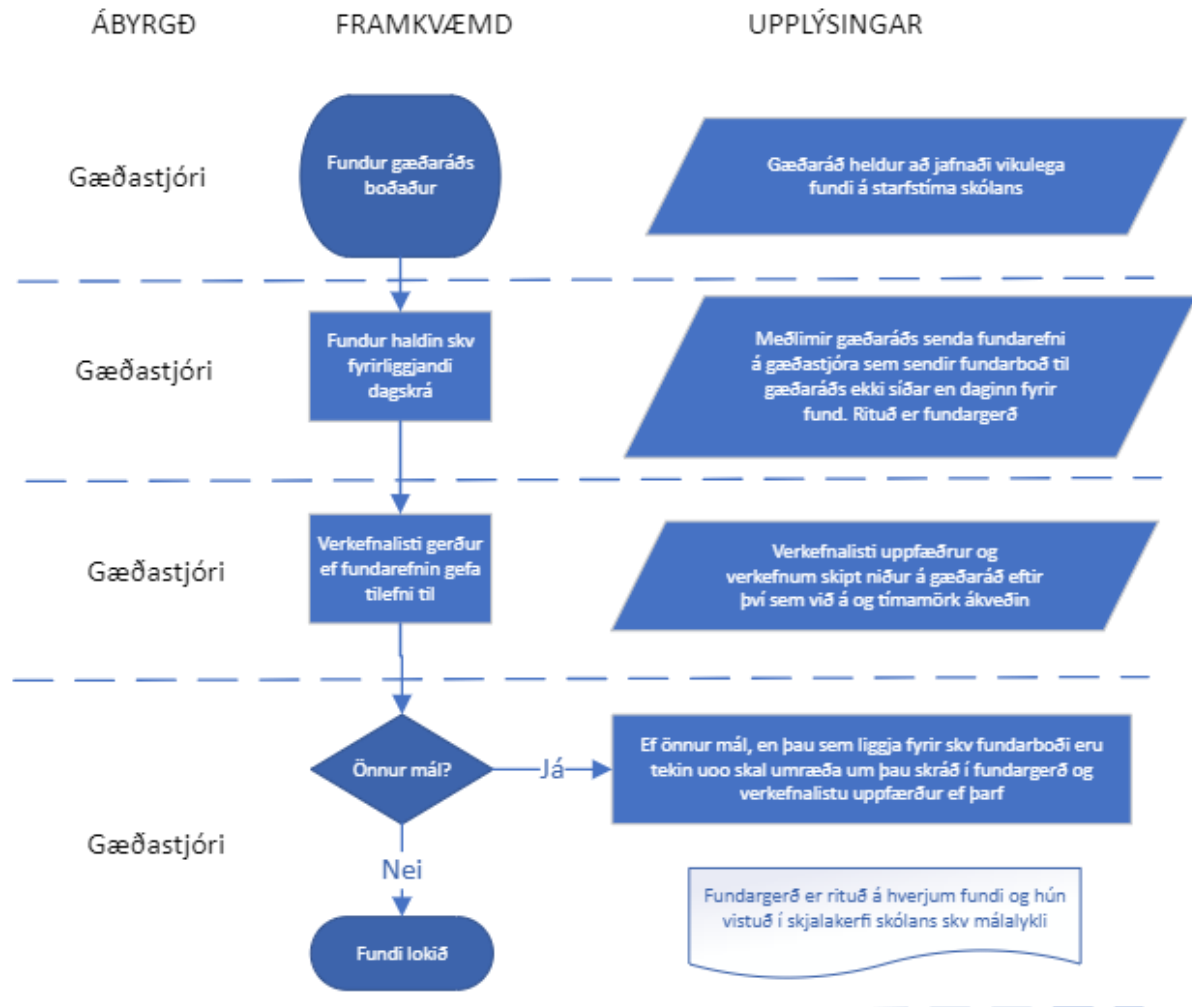 ÁBYRGÐ
FRAMKVÆMD
UPPLÝSINGAR
Gæðastjóri
Fundur gæðaráðs
boðaður
Gæðaráð heldur að jafnaði vikulega
fundi á starfstíma skólans
Gæðastjóri
Fundur haldin skv
fyrirliggjandi
dagskrá
Meðlimir gæðaráðs senda fundarefni
á gæðastjóra sem sendir fundarboð til
gæðaráðs ekki síðar en daginn fyrir
fund. Rituð er fundargerð
Gæðastjóri
Verkefnalisti gerður
ef fundarefnin gefa
tilefni til
Verkefnalisti uppfæðrur og
verkefnum skipt niður á gæðaráð eftir
því sem við á og tímamörk ákveðin
Gæðastjóri
Önnur mál?
Já
Ef önnur mál, en þau sem liggja fyrir skv fundarboði eru
tekin uoo skal umræða um þau skráð í fundargerð og
verkefnalistu uppfærður ef þarf
Nei
Fundi lokið
Fundargerð er rituð á hverjum fundi og hún
vistuð í skjalakerfi skólans skv málalykli